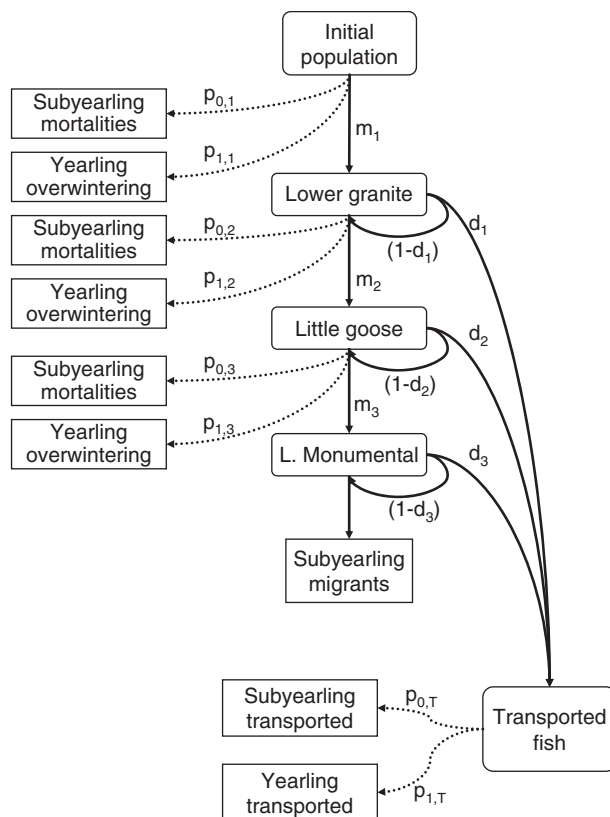 Initial
population
Subyearling
mortalities
p0,1
m1
Yearling
overwintering
p1,1
Lower granite
Subyearling
mortalities
p0,2
(1-d1)
d1
Yearling
overwintering
p1,2
m2
Little goose
Subyearling
mortalities
p0,3
(1-d2)
d2
Yearling
overwintering
p1,3
m3
L. Monumental
(1-d3)
d3
Subyearling
migrants
Subyearling
transported
p0,T
Transported
fish
Yearling
transported
p1,T